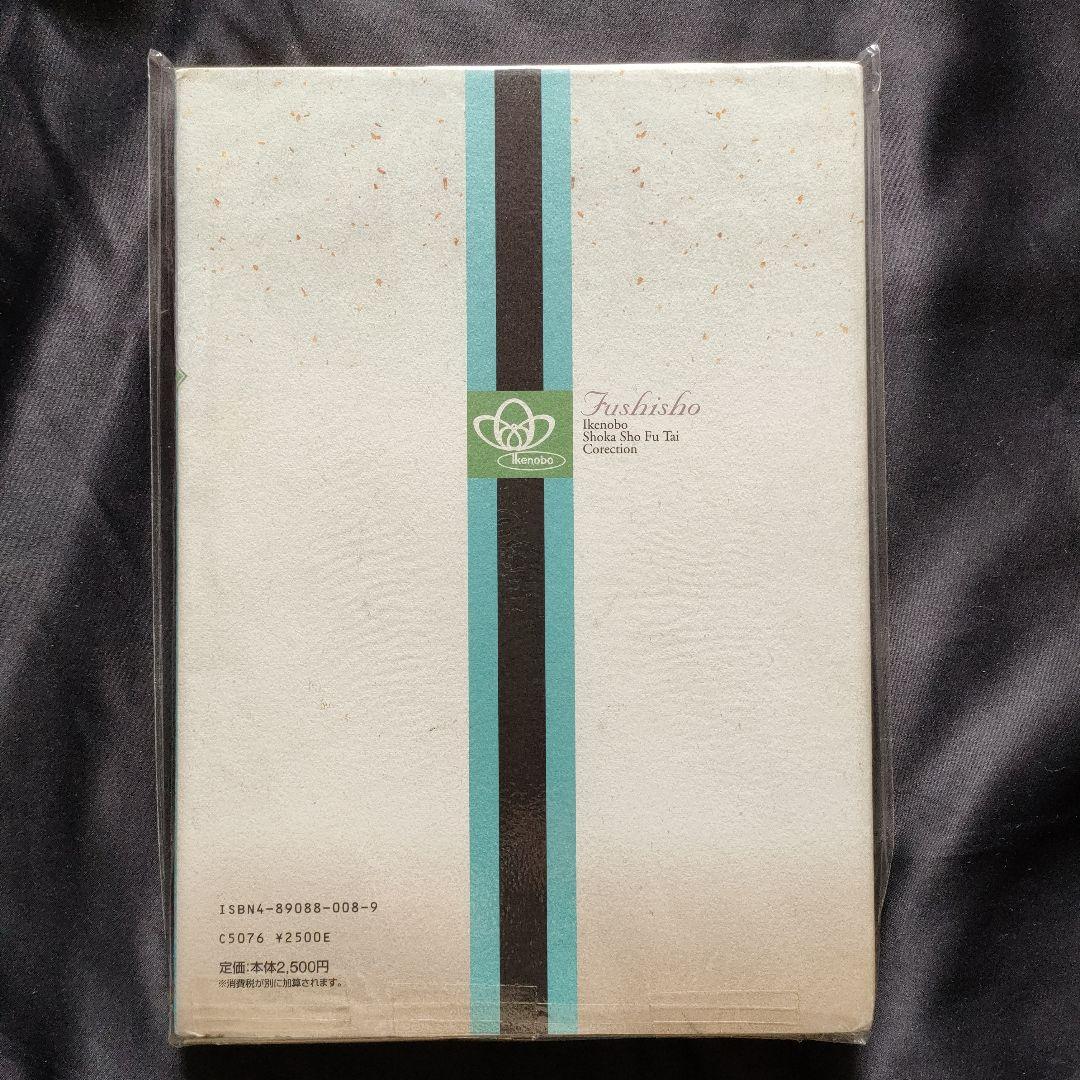 Fushisho
Ikenobo
Shoka Sho Fu Tai
Corection
Ikenobo
ISBN4-89088-008-9
C5076 ¥2500E
定価:本体2,500円
※消費税が別に加算されます。